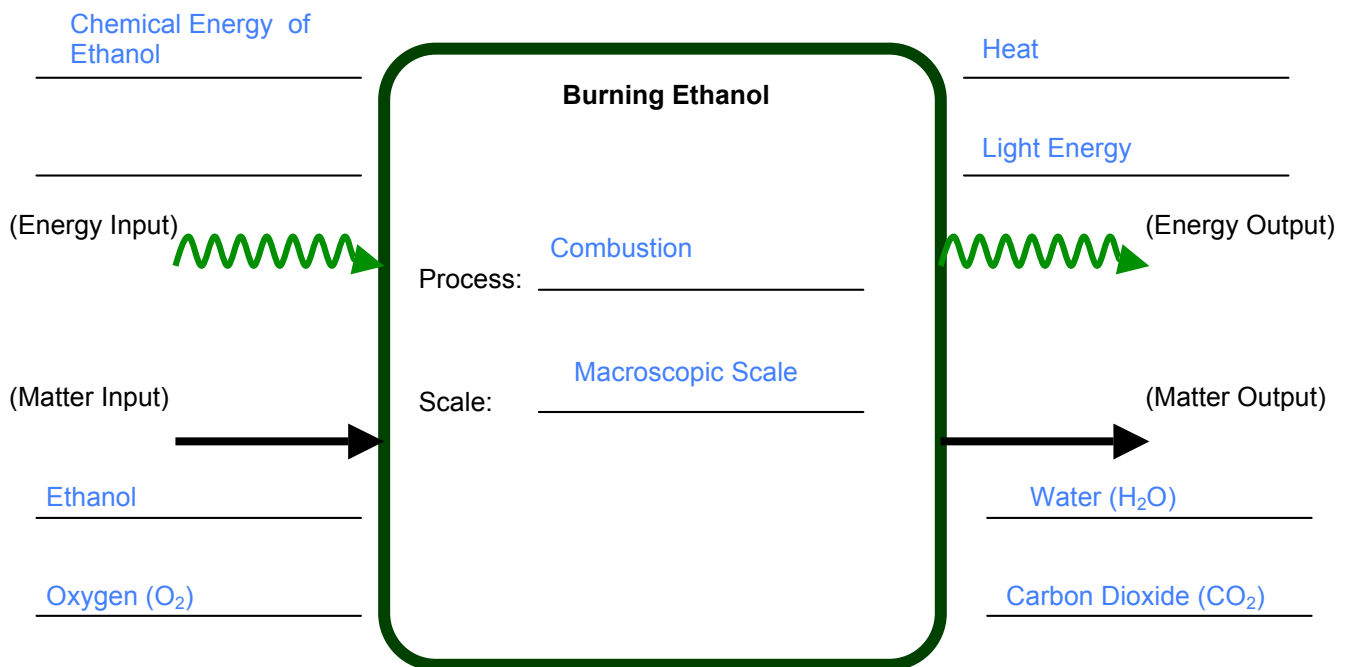 Chemical Energy of
Ethanol
Heat
Burning Ethanol
Light Energy
(Energy Input)
(Energy Output)
Combustion
Process:
Macroscopic Scale
Scale:
(Matter Input)
(Matter Output)
Ethanol
Water (H₂O)
Oxygen (O₂)
Carbon Dioxide (CO₂)